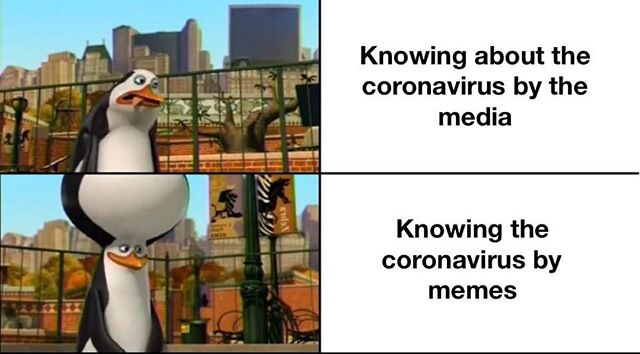 Knowing about the
coronavirus by the
media
Knowing the
coronavirus by
memes